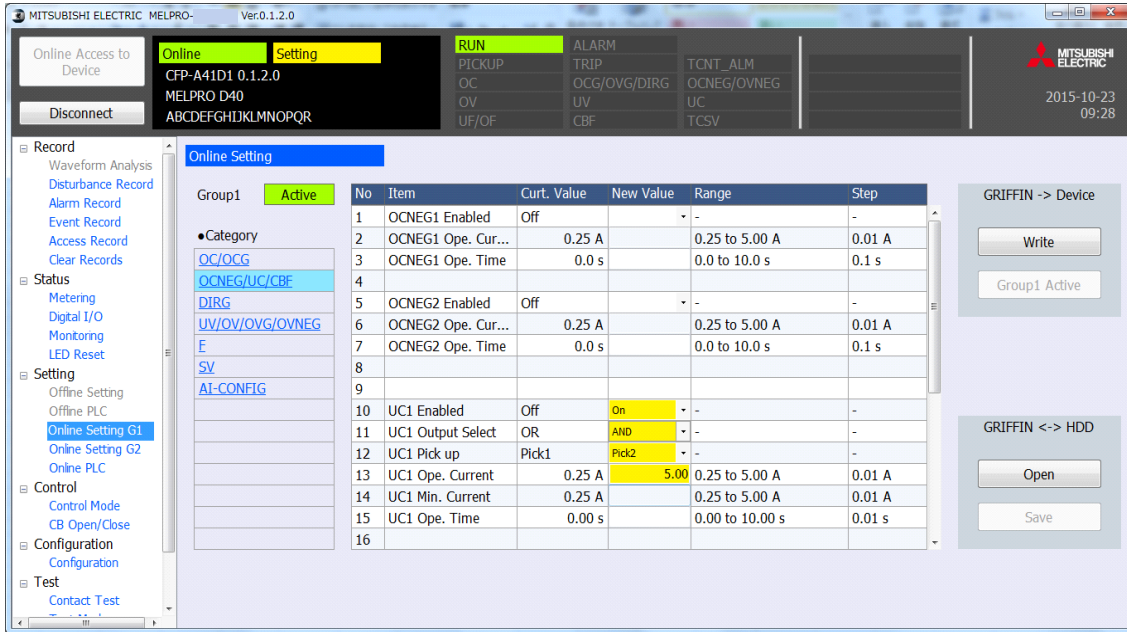 MITSUBISHI ELECTRIC MELPRO- Ver.0.1.2.0
Online Access to
Device
Disconnect
Online Setting
CFP-A41D1 0.1.2.0
MELPRO D40
ABCDEFGHIJKLMNOPQR
RUN ALARM
PICKUP TRIP TCNT_ALM
OC OCG/OVG/DIRG OCNEG/OVNEG
OV UV UC
UF/OF CBF TCSV
MITSUBISHI
ELECTRIC
2015-10-23
09:28
Record
Waveform Analysis
Disturbance Record
Alarm Record
Event Record
Access Record
Clear Records
Status
Metering
Digital I/O
Monitoring
LED Reset
Setting
Offline Setting
Offline PLC
Online Setting G1
Online Setting G2
Online PLC
Control
Control Mode
CB Open/Close
Configuration
Configuration
Test
Contact Test
Online Setting
Group1 Active
●Category
OC/OCG
OCNEG/UC/CBF
DIRG
UV/OV/OVG/OVNEG
F
SV
AI-CONFIG
No Item Curt. Value New Value Range Step
1 OCNEG1 Enabled Off - -
2 OCNEG1 Ope. Cur... 0.25 A 0.25 to 5.00 A 0.01 A
3 OCNEG1 Ope. Time 0.0 s 0.0 to 10.0 s 0.1 s
4
5 OCNEG2 Enabled Off - -
6 OCNEG2 Ope. Cur... 0.25 A 0.25 to 5.00 A 0.01 A
7 OCNEG2 Ope. Time 0.0 s 0.0 to 10.0 s 0.1 s
8
9
10 UC1 Enabled Off On - -
11 UC1 Output Select OR AND - -
12 UC1 Pick up Pick1 Pick2 - -
13 UC1 Ope. Current 0.25 A 5.00 0.25 to 5.00 A 0.01 A
14 UC1 Min. Current 0.25 A 0.25 to 5.00 A 0.01 A
15 UC1 Ope. Time 0.00 s 0.00 to 10.00 s 0.01 s
16
GRIFFIN -> Device
Write
Group1 Active
GRIFFIN <-> HDD
Open
Save